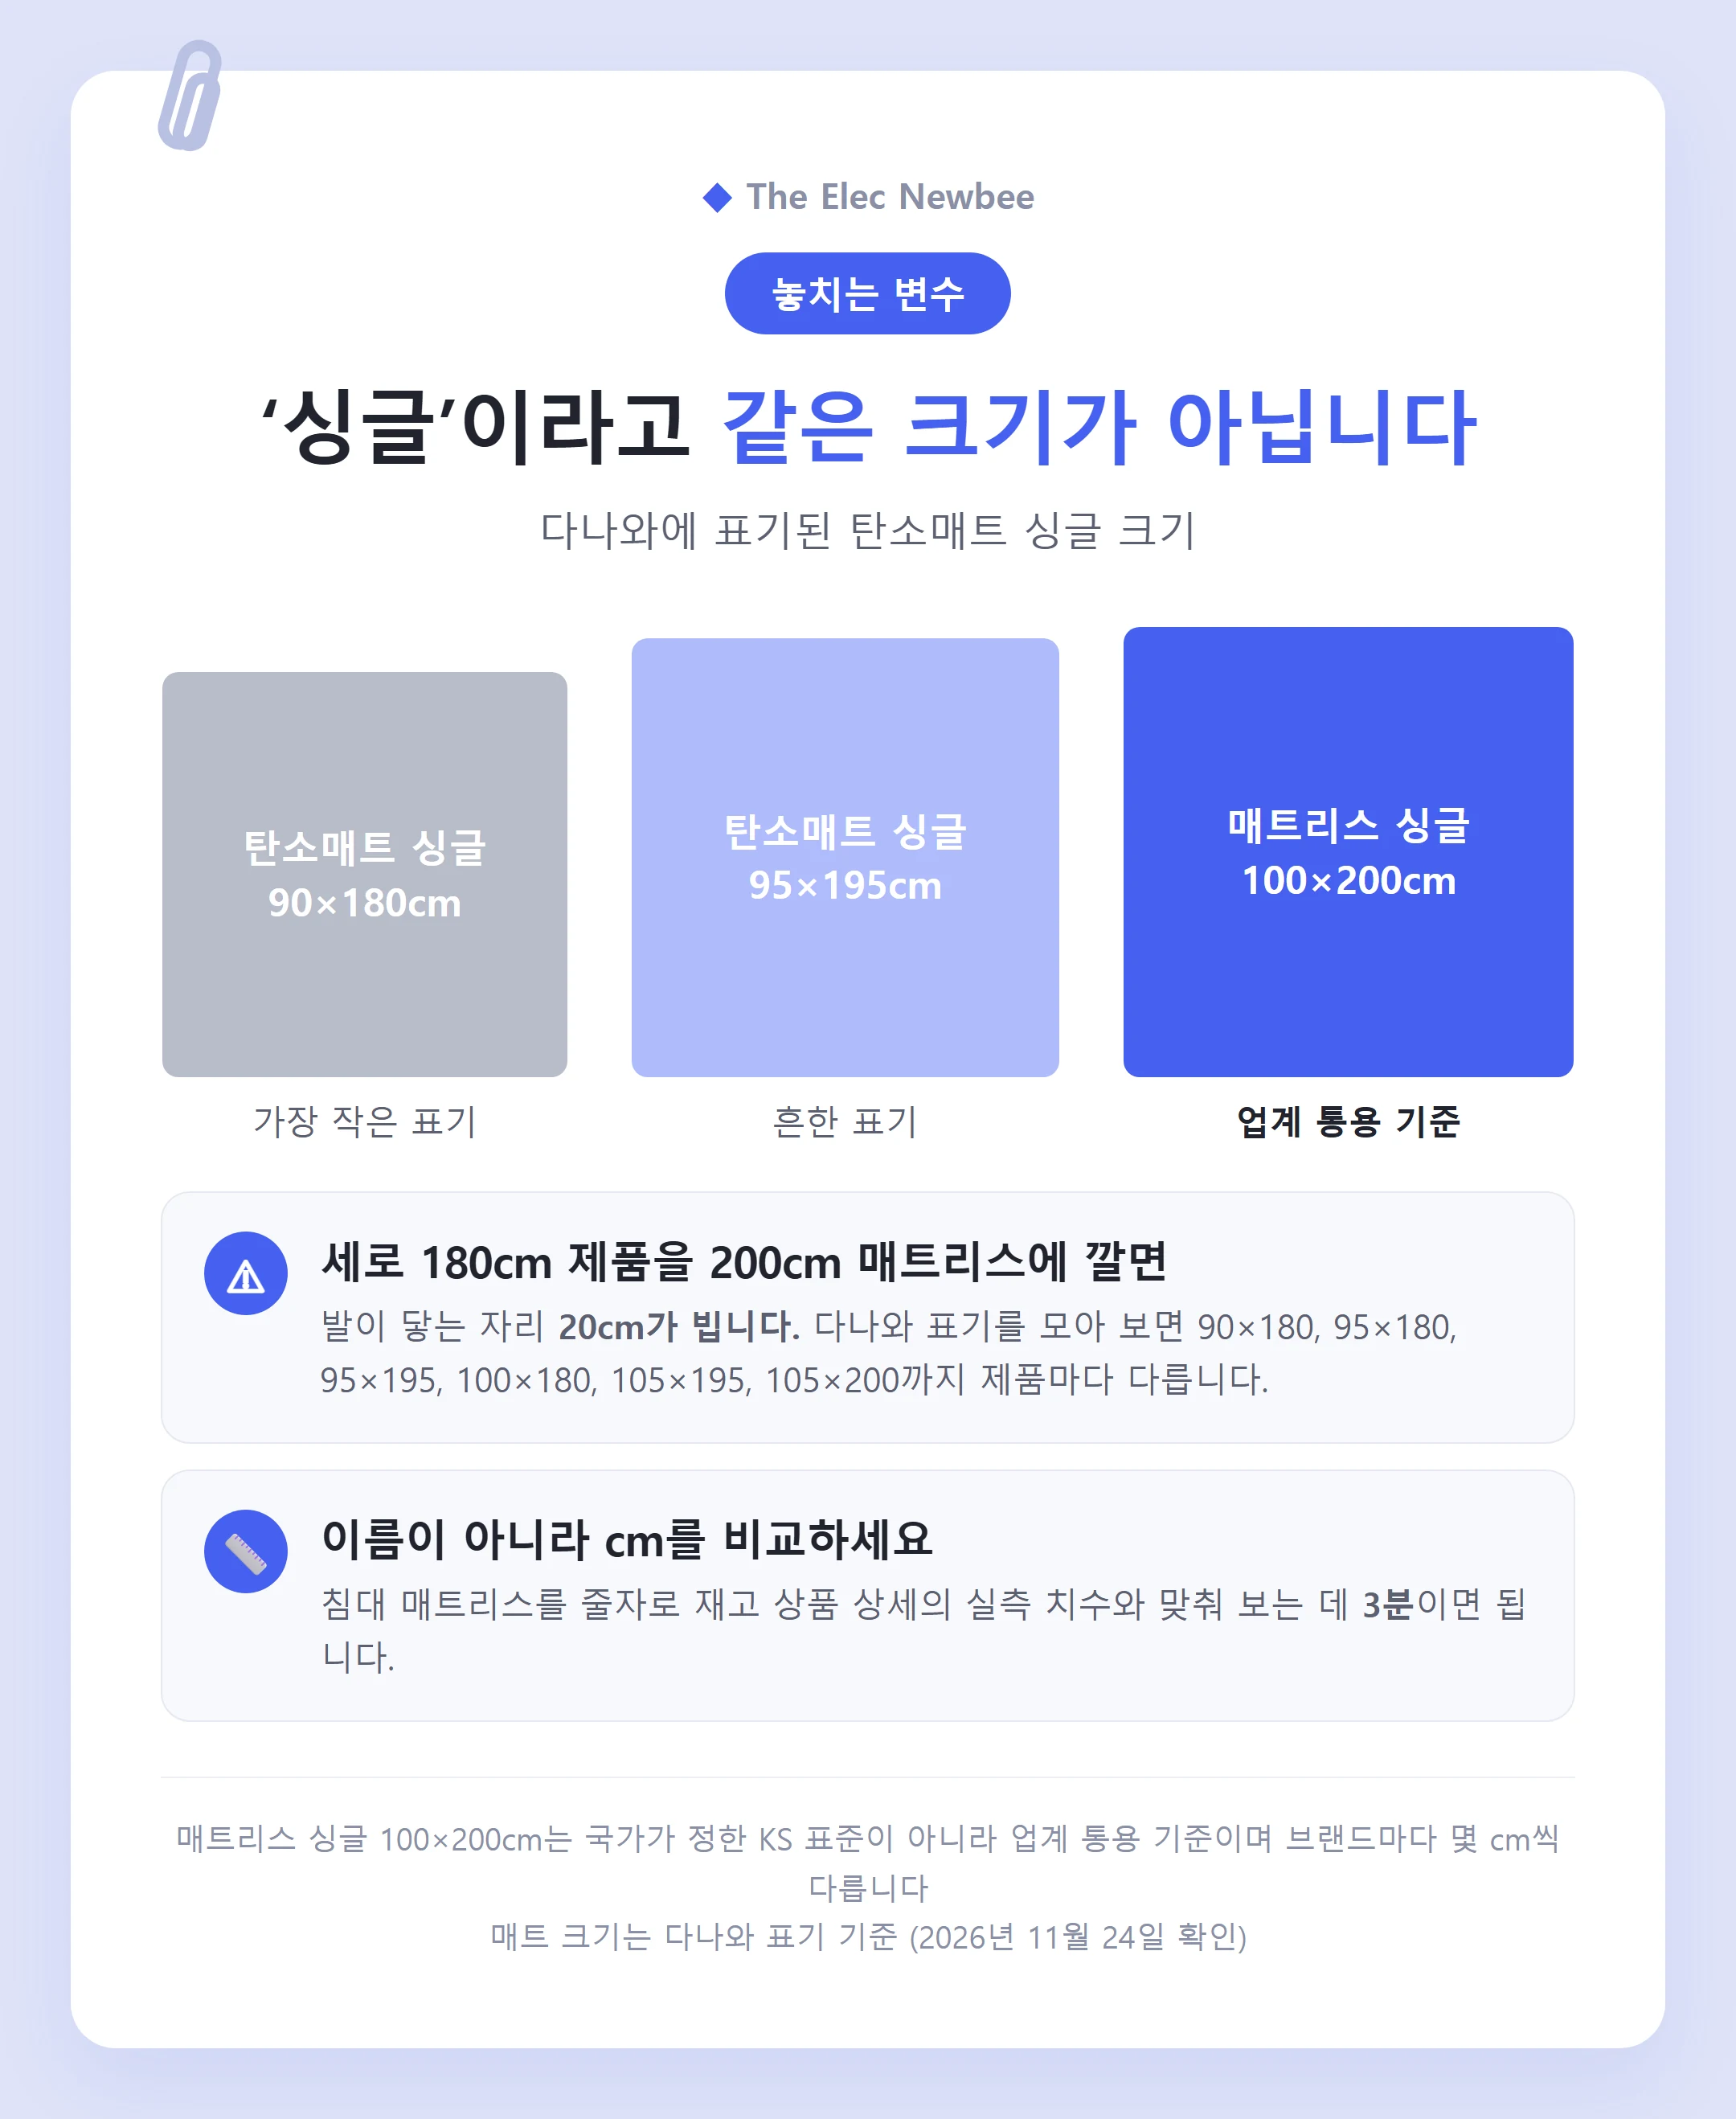 The Elec Newbee
놓치는 변수
‘싱글’이라고 같은 크기가 아닙니다
다나와에 표기된 탄소매트 싱글 크기
탄소매트 싱글
90×180cm
탄소매트 싱글
95×195cm
매트리스 싱글
100×200cm
가장 작은 표기
흔한 표기
업계 통용 기준
세로 180cm 제품을 200cm 매트리스에 깔면
발이 닿는 자리 20cm가 빕니다. 다나와 표기를 모아 보면 90×180, 95×180,
95×195, 100×180, 105×195, 105×200까지 제품마다 다릅니다.
이름이 아니라 cm를 비교하세요
침대 매트리스를 줄자로 재고 상품 상세의 실측 치수와 맞춰 보는 데 3분이면 됩
니다.
매트리스 싱글 100×200cm는 국가가 정한 KS 표준이 아니라 업계 통용 기준이며 브랜드마다 몇 cm씩
다릅니다
매트 크기는 다나와 표기 기준 (2026년 11월 24일 확인)